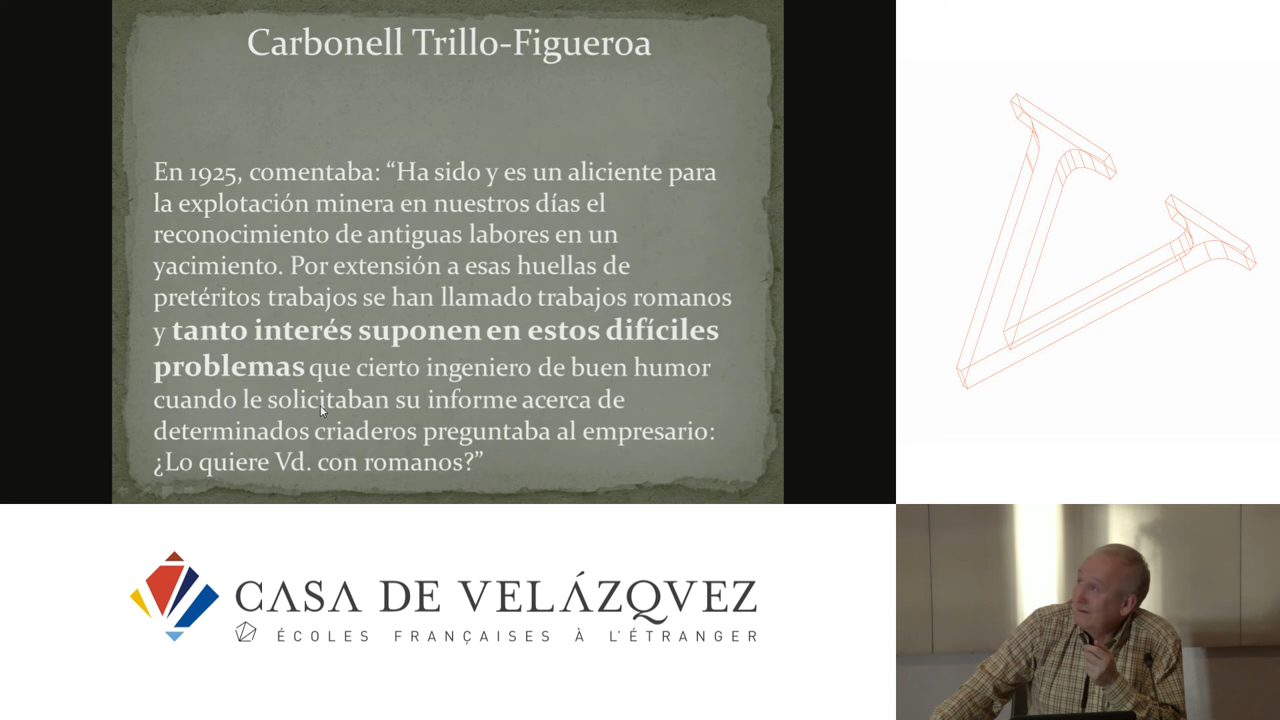 Carbonell Trillo-Figueroa
En 1925, comentaba: “Ha sido y es un aliciente para
la explotación minera en nuestros días el
reconocimiento de antiguas labores en un
yacimiento. Por extensión a esas huellas de
pretéritos trabajos se han llamado trabajos romanos
y tanto interés suponen en estos difíciles
problemas que cierto ingeniero de buen humor
cuando le solicitaban su informe acerca de
determinados criaderos preguntaba al empresario:
¿Lo quiere Vd. con romanos?”
CASA DE VELÁZQVEZ
ÉCOLES FRANÇAISES À L'ÉTRANGER